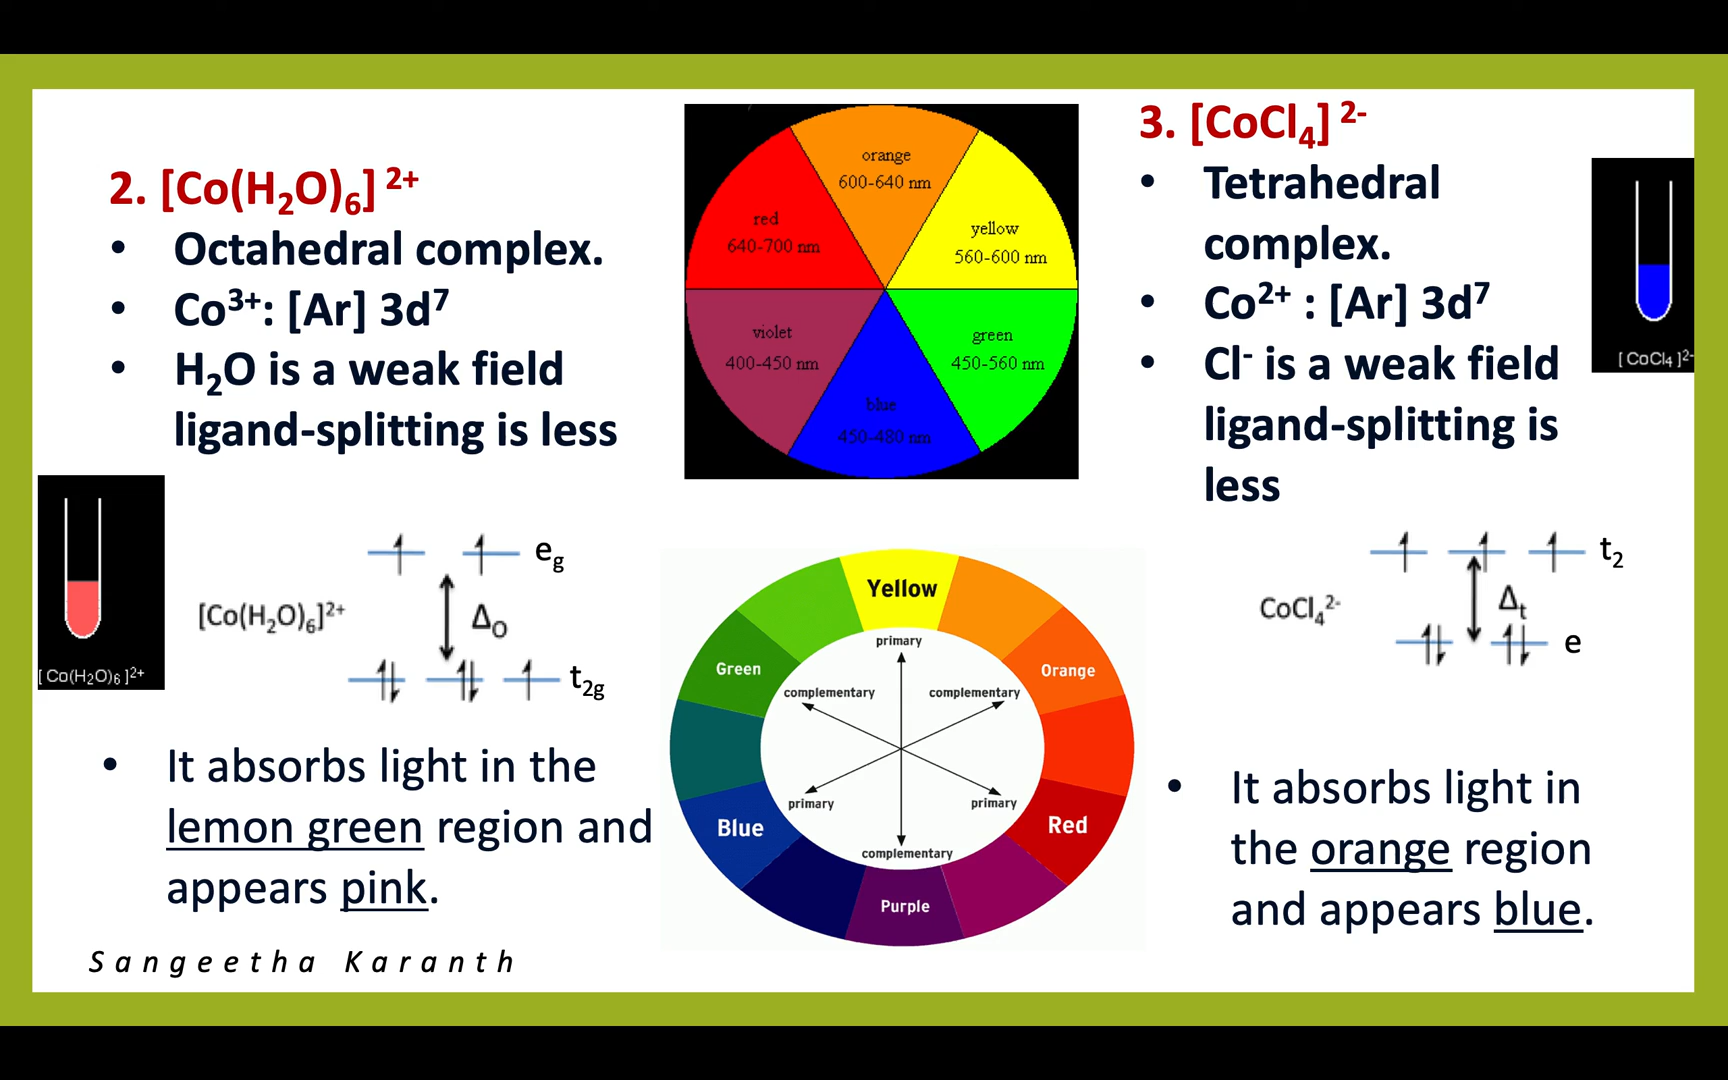 2. [Co(H₂O)₆] ²⁺
• Octahedral complex.
• Co³⁺: [Ar] 3d⁷
• H₂O is a weak field
ligand-splitting is less
[ Co(H₂O)₆ ]²⁺
[Co(H₂O)₆]²⁺
e_g
Δ_O
t_2g
• It absorbs light in the
lemon green region and
appears pink.
Sangeetha Karanth
orange
600-640 nm
red
640-700 nm
yellow
560-600 nm
violet
400-450 nm
green
450-560 nm
blue
450-480 nm
Yellow
primary
Green
Orange
complementary
complementary
primary
primary
Blue
Red
complementary
Purple
3. [CoCl₄] ²⁻
• Tetrahedral
complex.
• Co²⁺ : [Ar] 3d⁷
• Cl⁻ is a weak field
ligand-splitting is
less
[ CoCl₄ ]²⁻
t₂
CoCl₄²⁻
Δₜ
e
• It absorbs light in
the orange region
and appears blue.